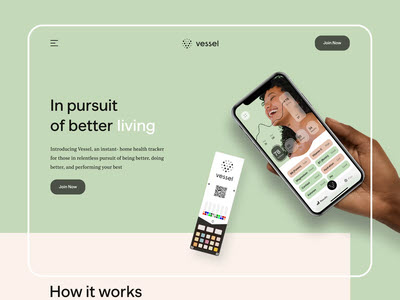 vessel
Join Now
In pursuit
of better living
Introducing Vessel, an instant- home health tracker
for those in relentless pursuit of being better, doing
better, and performing your best
Join Now
vessel
How it works